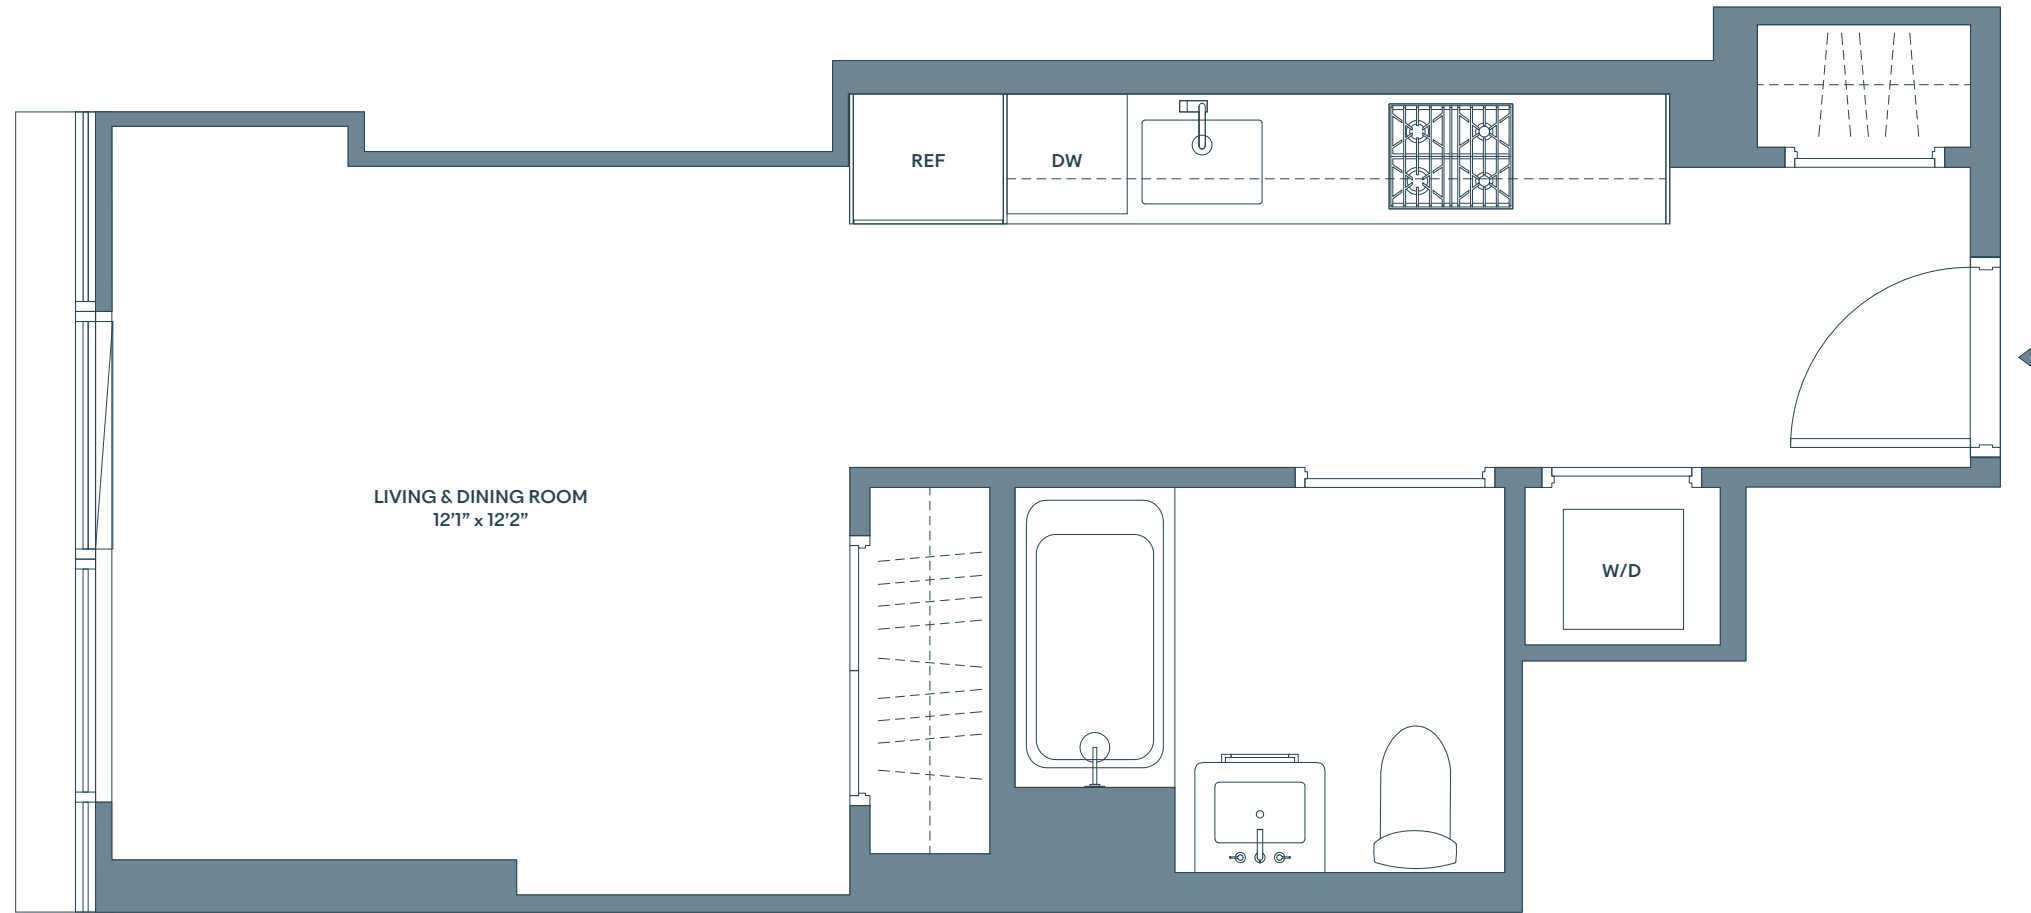 REF
DW
LIVING & DINING ROOM
12’1” x 12’2”
W/D